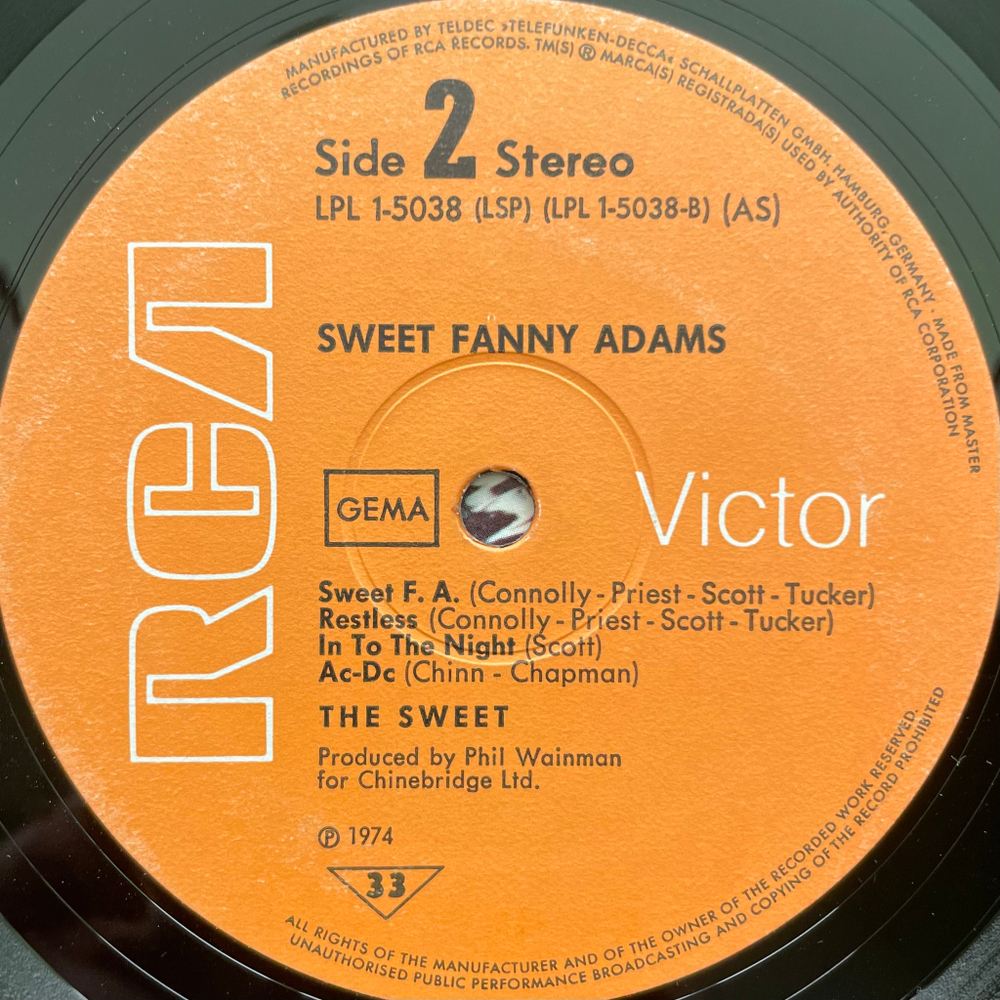 MANUFACTURED BY TELDEC »TELEFUNKEN-DECCA« SCHALLPLATTEN GMBH, HAMBURG, GERMANY · MADE FROM MASTER
RECORDINGS OF RCA RECORDS. TM(S) ® MARCA(S) REGISTRADA(S) USED BY AUTHORITY OF RCA CORPORATION
Side 2 Stereo
LPL 1-5038 (LSP) (LPL 1-5038-B) (AS)
SWEET FANNY ADAMS
RCA
GEMA
Victor
Sweet F. A. (Connolly - Priest - Scott - Tucker)
Restless (Connolly - Priest - Scott - Tucker)
In To The Night (Scott)
Ac-Dc (Chinn - Chapman)
THE SWEET
Produced by Phil Wainman
for Chinebridge Ltd.
℗ 1974
33
ALL RIGHTS OF THE MANUFACTURER AND OF THE OWNER OF THE RECORDED WORK RESERVED.
UNAUTHORISED PUBLIC PERFORMANCE BROADCASTING AND COPYING OF THE RECORD PROHIBITED